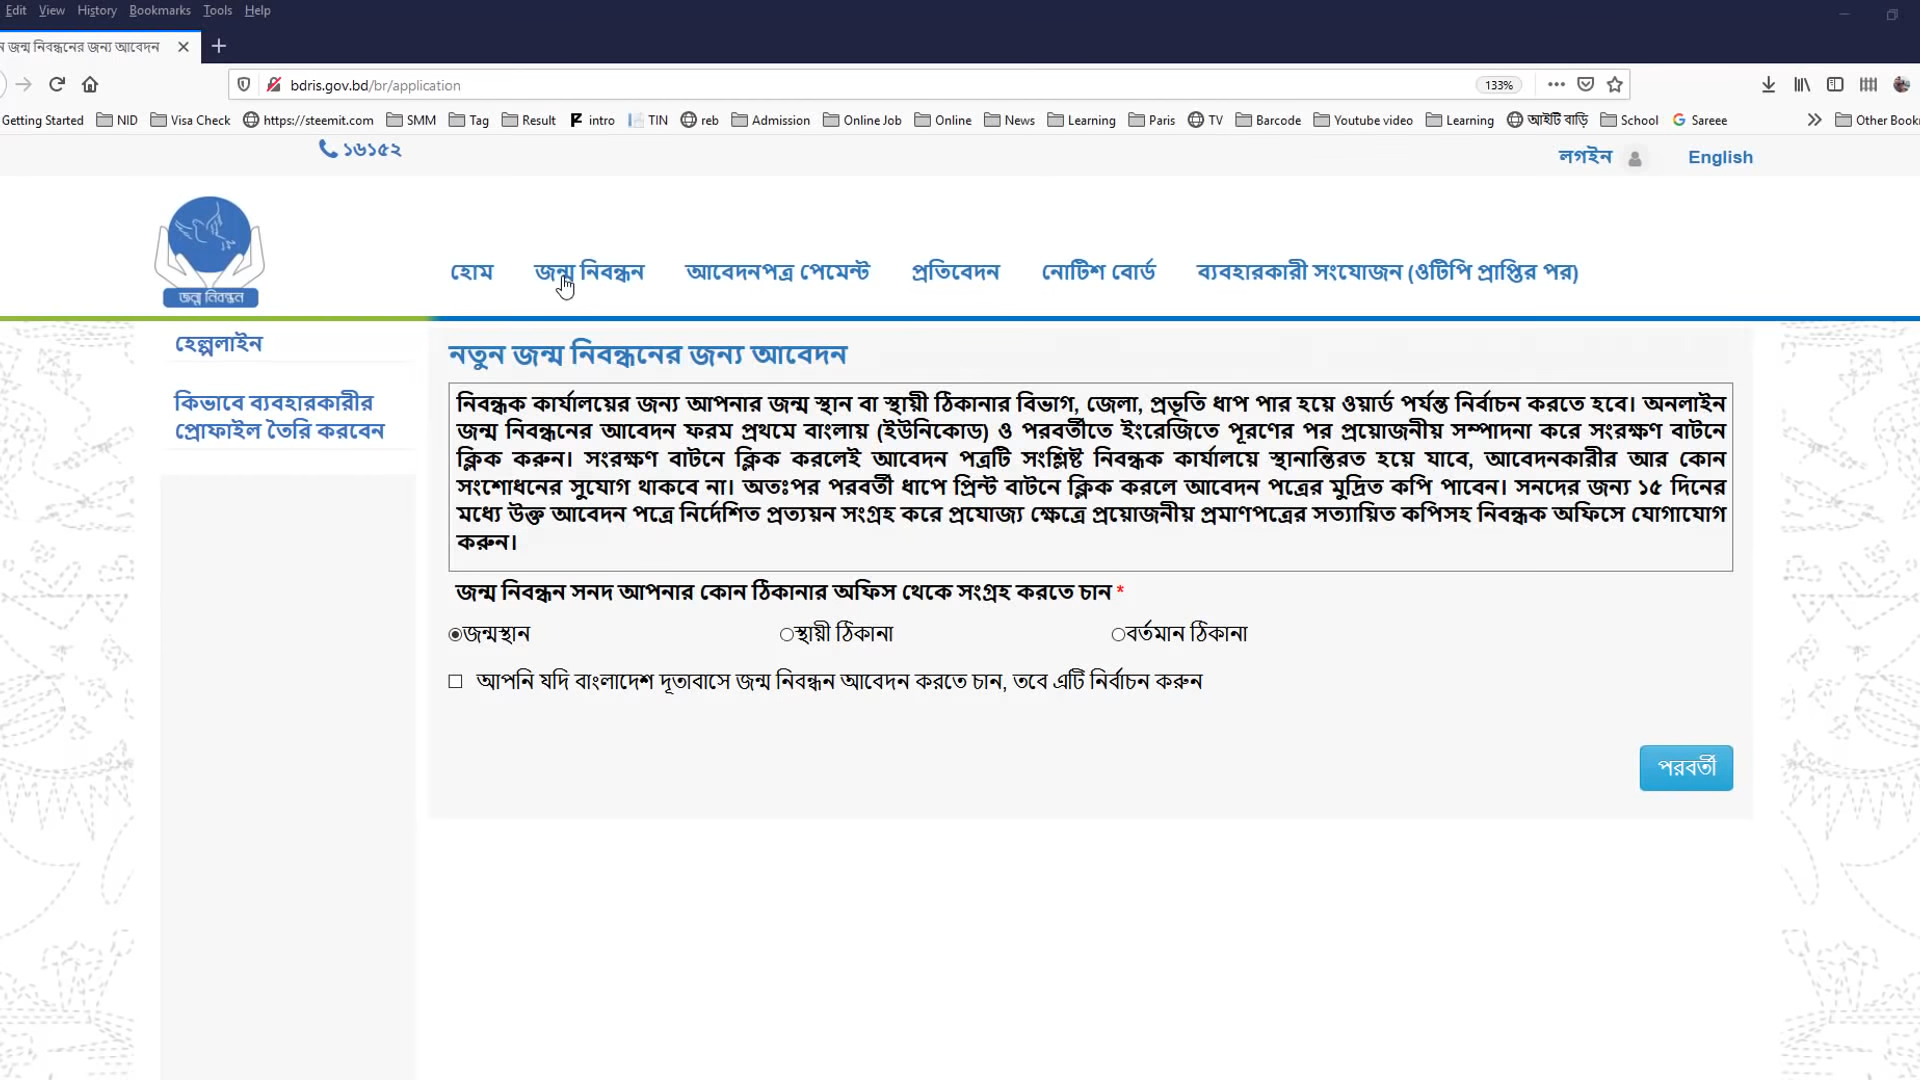 Edit View History Bookmarks Tools Help
ন জন্ম নিবন্ধনের জন্য আবেদন
bdris.gov.bd/br/application 133%
Getting Started NID Visa Check https://steemit.com SMM Tag Result intro TIN reb Admission Online Job Online News Learning Paris TV Barcode Youtube video Learning আইটি বাড়ি School Sareee Other Book
১৬১৫২ লগইন English
জন্ম নিবন্ধন
হোম জন্ম নিবন্ধন আবেদনপত্র পেমেন্ট প্রতিবেদন নোটিশ বোর্ড ব্যবহারকারী সংযোজন (ওটিপি প্রাপ্তির পর)
হেল্পলাইন
কিভাবে ব্যবহারকারীর
প্রোফাইল তৈরি করবেন
নতুন জন্ম নিবন্ধনের জন্য আবেদন
নিবন্ধক কার্যালয়ের জন্য আপনার জন্ম স্থান বা স্থায়ী ঠিকানার বিভাগ, জেলা, প্রভৃতি ধাপ পার হয়ে ওয়ার্ড পর্যন্ত নির্বাচন করতে হবে। অনলাইন
জন্ম নিবন্ধনের আবেদন ফরম প্রথমে বাংলায় (ইউনিকোড) ও পরবর্তীতে ইংরেজিতে পূরণের পর প্রয়োজনীয় সম্পাদনা করে সংরক্ষণ বাটনে
ক্লিক করুন। সংরক্ষণ বাটনে ক্লিক করলেই আবেদন পত্রটি সংশ্লিষ্ট নিবন্ধক কার্যালয়ে স্থানান্তিরত হয়ে যাবে, আবেদনকারীর আর কোন
সংশোধনের সুযোগ থাকবে না। অতঃপর পরবর্তী ধাপে প্রিন্ট বাটনে ক্লিক করলে আবেদন পত্রের মুদ্রিত কপি পাবেন। সনদের জন্য ১৫ দিনের
মধ্যে উক্ত আবেদন পত্রে নির্দেশিত প্রত্যয়ন সংগ্রহ করে প্রযোজ্য ক্ষেত্রে প্রয়োজনীয় প্রমাণপত্রের সত্যায়িত কপিসহ নিবন্ধক অফিসে যোগাযোগ
করুন।
জন্ম নিবন্ধন সনদ আপনার কোন ঠিকানার অফিস থেকে সংগ্রহ করতে চান *
জন্মস্থান স্থায়ী ঠিকানা বর্তমান ঠিকানা
আপনি যদি বাংলাদেশ দূতাবাসে জন্ম নিবন্ধন আবেদন করতে চান, তবে এটি নির্বাচন করুন
পরবর্তী